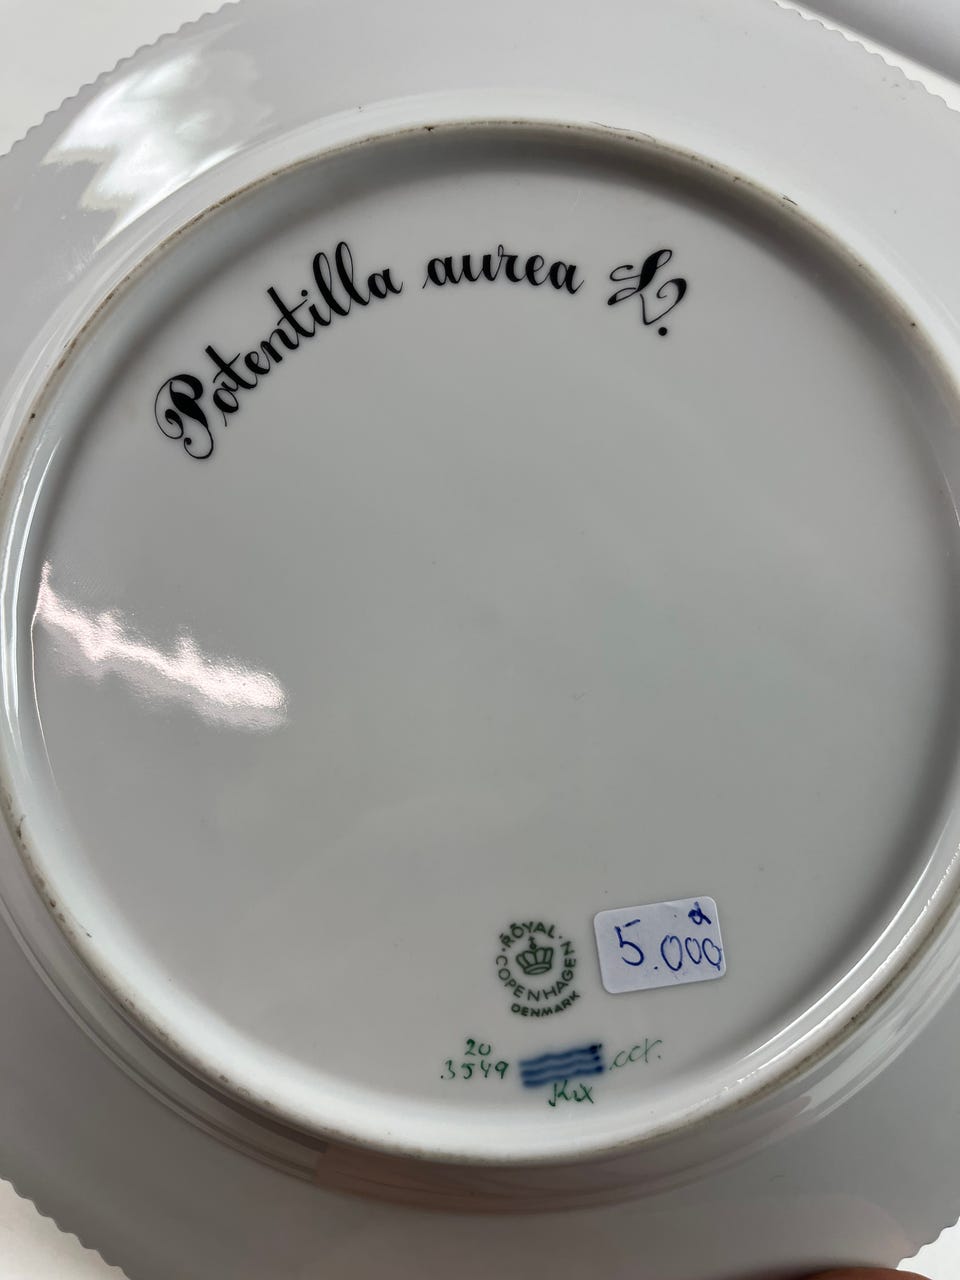 Potentilla aurea L.
ROYAL
COPENHAGEN
DENMARK
5.000
20
3549